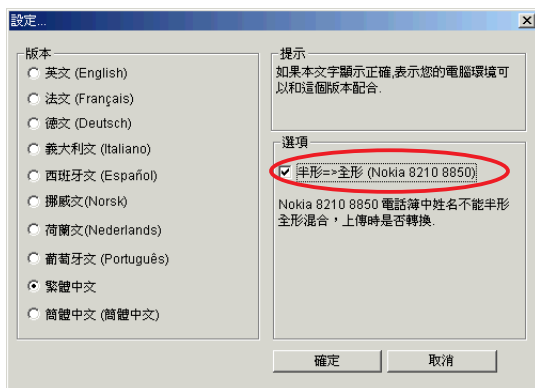 設定...
版本
英文 (English)
法文 (Français)
德文 (Deutsch)
義大利文 (Italiano)
西班牙文 (Español)
挪威文(Norsk)
荷蘭文(Nederlands)
葡萄牙文 (Português)
繁體中文
簡體中文 (簡體中文)
提示
如果本文字顯示正確,表示您的電腦環境可
以和這個版本配合.
選項
半形=>全形 (Nokia 8210 8850)
Nokia 8210 8850 電話簿中姓名不能半形
全形混合，上傳時是否轉換.
確定
取消